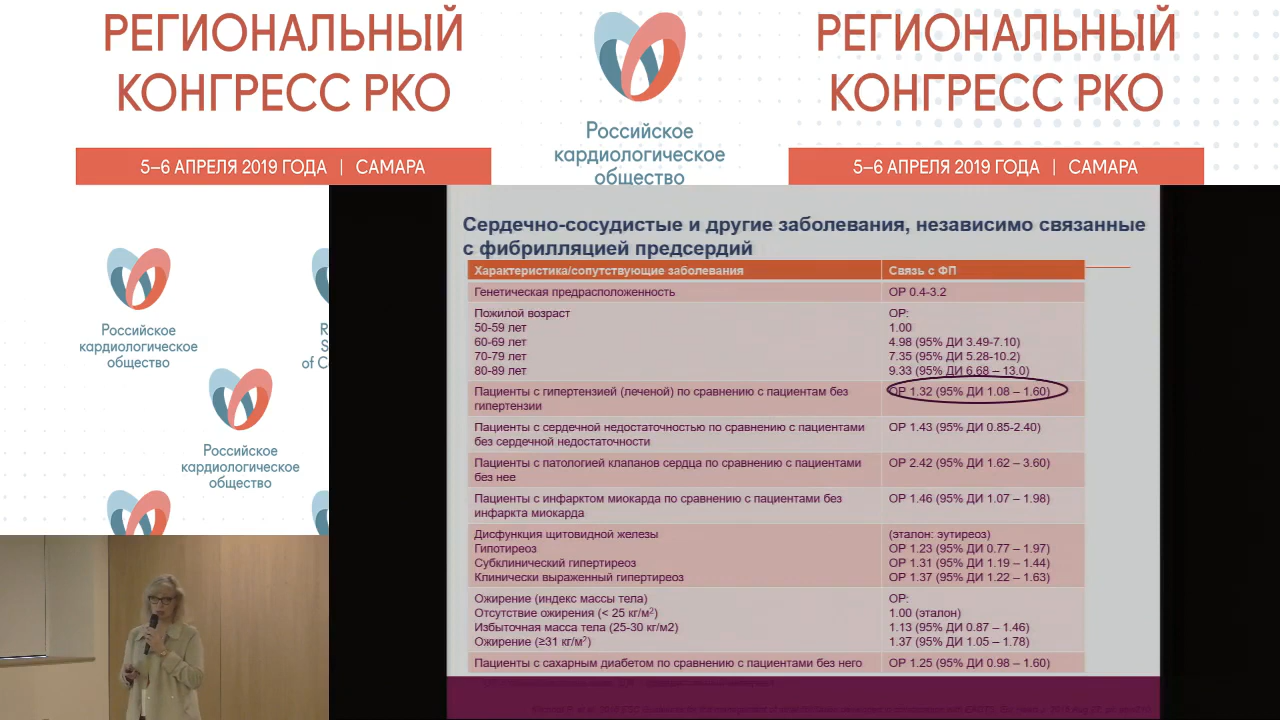 РЕГИОНАЛЬНЫЙ
КОНГРЕСС РКО
5–6 АПРЕЛЯ 2019 ГОДА | САМАРА
Российское
кардиологическое
общество
РЕГИОНАЛЬНЫЙ
КОНГРЕСС РКО
5–6 АПРЕЛЯ 2019 ГОДА | САМАРА
Российское
кардиологическое
общество
R
S
of C
Российское
кардиологическое
общество
Сердечно-сосудистые и другие заболевания, независимо связанные
с фибрилляцией предсердий
Характеристика/сопутствующие заболевания Связь с ФП
Генетическая предрасположенность ОР 0.4-3.2
Пожилой возраст ОР:
50-59 лет 1.00
60-69 лет 4.98 (95% ДИ 3.49-7.10)
70-79 лет 7.35 (95% ДИ 5.28-10.2)
80-89 лет 9.33 (95% ДИ 6.68 – 13.0)
Пациенты с гипертензией (леченой) по сравнению с пациентам без ОР 1.32 (95% ДИ 1.08 – 1.60)
гипертензии
Пациенты с сердечной недостаточностью по сравнению с пациентами ОР 1.43 (95% ДИ 0.85-2.40)
без сердечной недостаточности
Пациенты с патологией клапанов сердца по сравнению с пациентами ОР 2.42 (95% ДИ 1.62 – 3.60)
без нее
Пациенты с инфарктом миокарда по сравнению с пациентами без ОР 1.46 (95% ДИ 1.07 – 1.98)
инфаркта миокарда
Дисфункция щитовидной железы (эталон: эутиреоз)
Гипотиреоз ОР 1.23 (95% ДИ 0.77 – 1.97)
Субклинический гипертиреоз ОР 1.31 (95% ДИ 1.19 – 1.44)
Клинически выраженный гипертиреоз ОР 1.37 (95% ДИ 1.22 – 1.63)
Ожирение (индекс массы тела) ОР:
Отсутствие ожирения (< 25 кг/м²) 1.00 (эталон)
Избыточная масса тела (25-30 кг/м2) 1.13 (95% ДИ 0.87 – 1.46)
Ожирение (≥31 кг/м²) 1.37 (95% ДИ 1.05 – 1.78)
Пациенты с сахарным диабетом по сравнению с пациентами без него ОР 1.25 (95% ДИ 0.98 – 1.60)